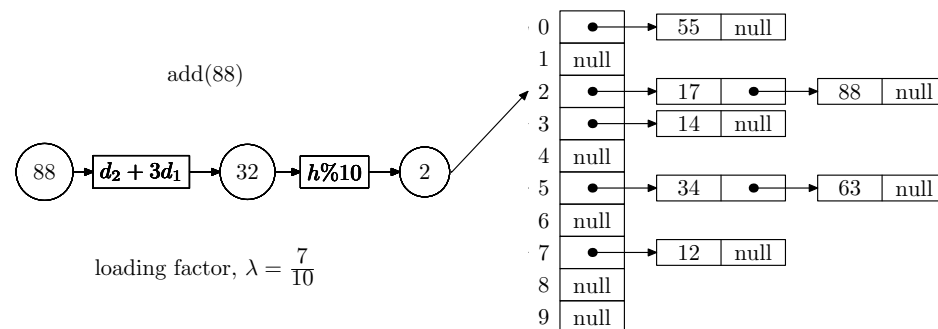 add(88)
88 d₂ + 3d₁ 32 h%10 2
loading factor, λ = 7/10
0 55 null
1 null
2 17 88 null
3 14 null
4 null
5 34 63 null
6 null
7 12 null
8 null
9 null